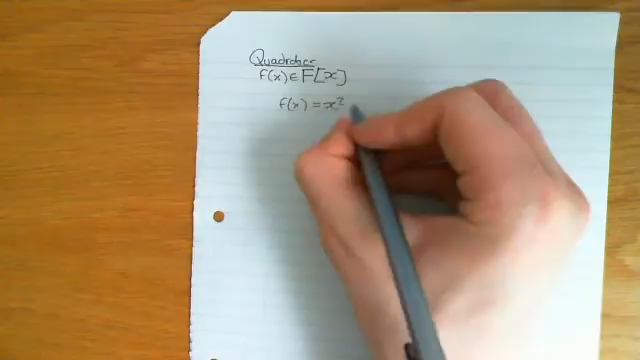 Quadratics
f(x) ∈ F[x]
f(x) = x²